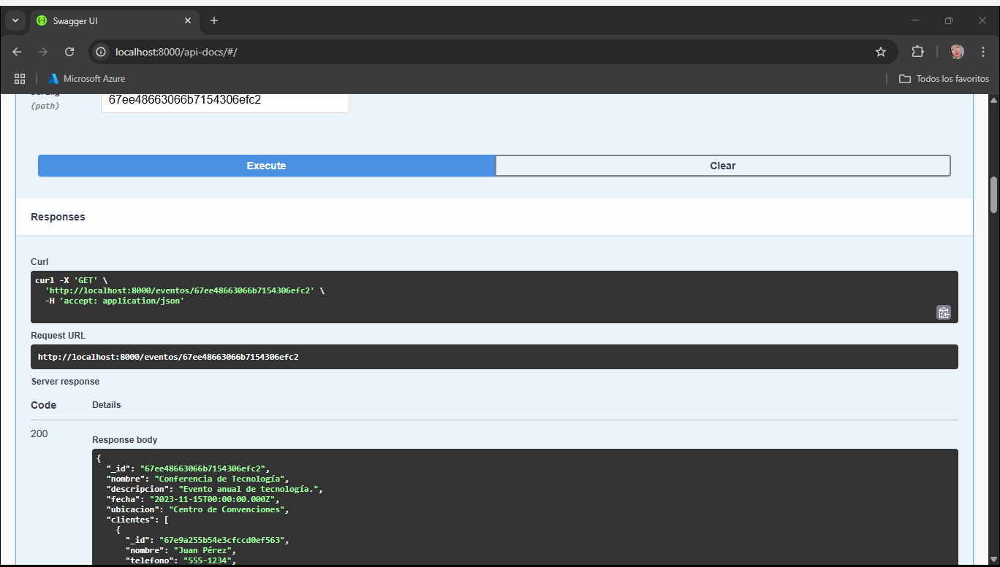 Swagger UI
localhost:8000/api-docs/#/
Microsoft Azure
Todos los favoritos
(path)
67ee48663066b7154306efc2
Execute
Clear
Responses
Curl
curl -X 'GET' \
'http://localhost:8000/eventos/67ee48663066b7154306efc2' \
-H 'accept: application/json'
Request URL
http://localhost:8000/eventos/67ee48663066b7154306efc2
Server response
Code Details
200
Response body
{
"_id": "67ee48663066b7154306efc2",
"nombre": "Conferencia de Tecnología",
"descripcion": "Evento anual de tecnología.",
"fecha": "2023-11-15T00:00:00.000Z",
"ubicacion": "Centro de Convenciones",
"clientes": [
{
"_id": "67e9a255b54e3cfccd0ef563",
"nombre": "Juan Pérez",
"telefono": "555-1234",